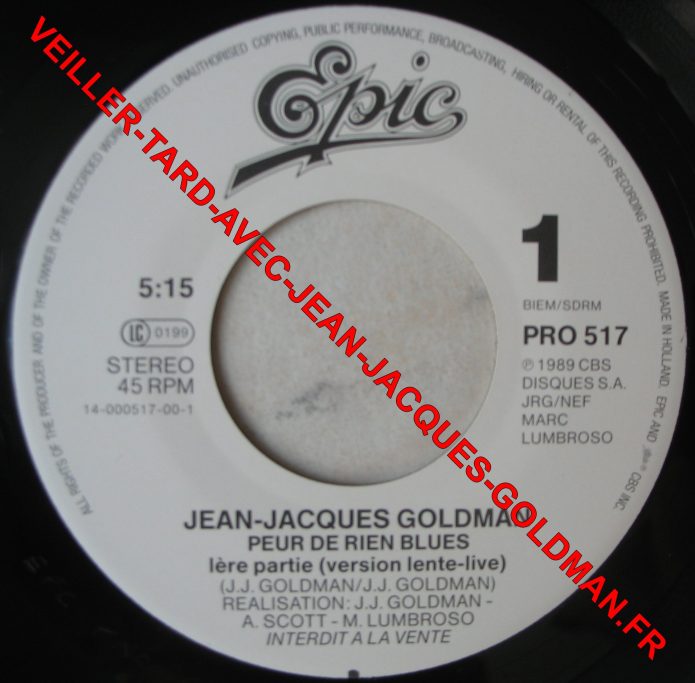 ALL RIGHTS OF THE PRODUCER AND OF THE OWNER OF THE RECORDED WORK RESERVED. UNAUTHORISED COPYING, PUBLIC PERFORMANCE, BROADCASTING, HIRING OR RENTAL OF THIS RECORDING PROHIBITED. MADE IN HOLLAND. EPIC AND CBS INC.
VEILLER-TARD-AVEC-JEAN-JACQUES-GOLDMAN.FR
Epic
1
5:15
BIEM/SDRM
LC 0199
PRO 517
STEREO
℗ 1989 CBS
45 RPM
DISQUES S.A.
14-000517-00-1
JRG/NEF
MARC
LUMBROSO
JEAN-JACQUES GOLDMAN
PEUR DE RIEN BLUES
Ière partie (version lente-live)
(J.J. GOLDMAN/J.J. GOLDMAN)
REALISATION: J.J. GOLDMAN -
A. SCOTT - M. LUMBROSO
INTERDIT A LA VENTE